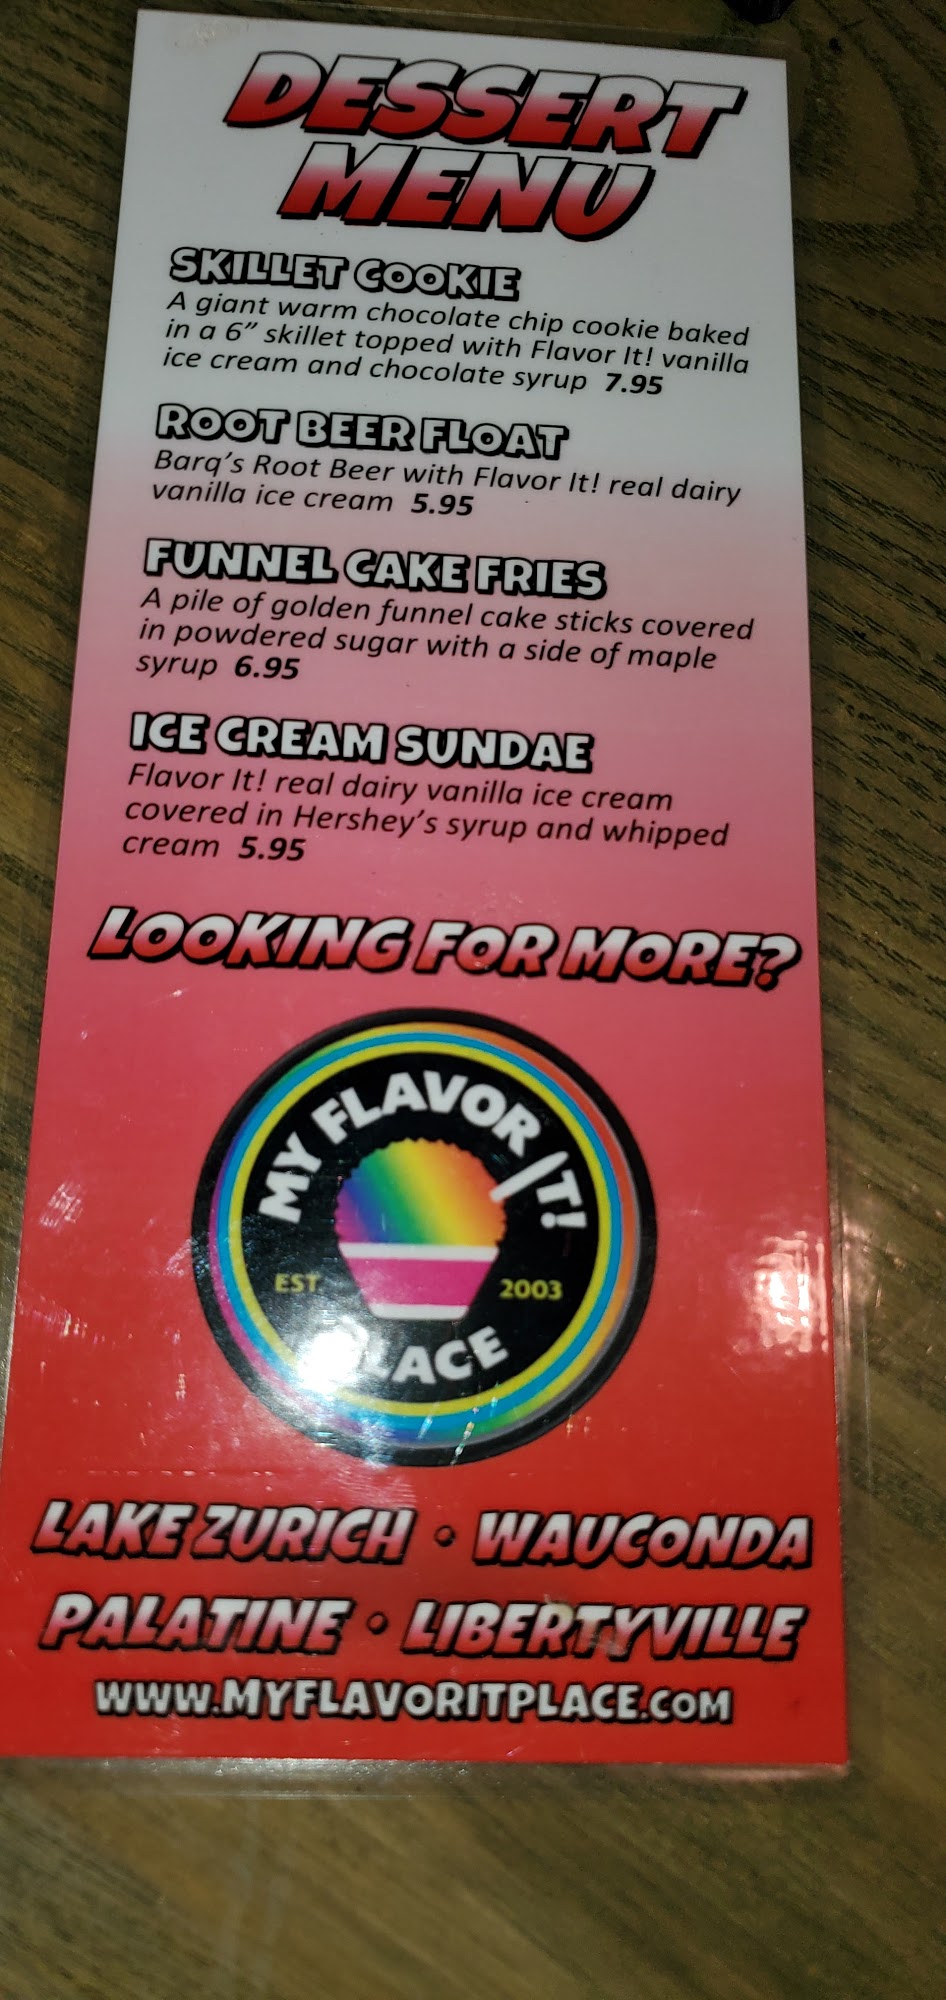 DESSERT
MENU
SKILLET COOKIE
A giant warm chocolate chip cookie baked
in a 6" skillet topped with Flavor It! vanilla
ice cream and chocolate syrup 7.95
ROOT BEER FLOAT
Barq's Root Beer with Flavor It! real dairy
vanilla ice cream 5.95
FUNNEL CAKE FRIES
A pile of golden funnel cake sticks covered
in powdered sugar with a side of maple
syrup 6.95
ICE CREAM SUNDAE
Flavor It! real dairy vanilla ice cream
covered in Hershey's syrup and whipped
cream 5.95
LOOKING FOR MORE?
MY FLAVOR IT!
EST. 2003
PLACE
LAKE ZURICH • WAUCONDA
PALATINE • LIBERTYVILLE
WWW.MYFLAVORITPLACE.COM